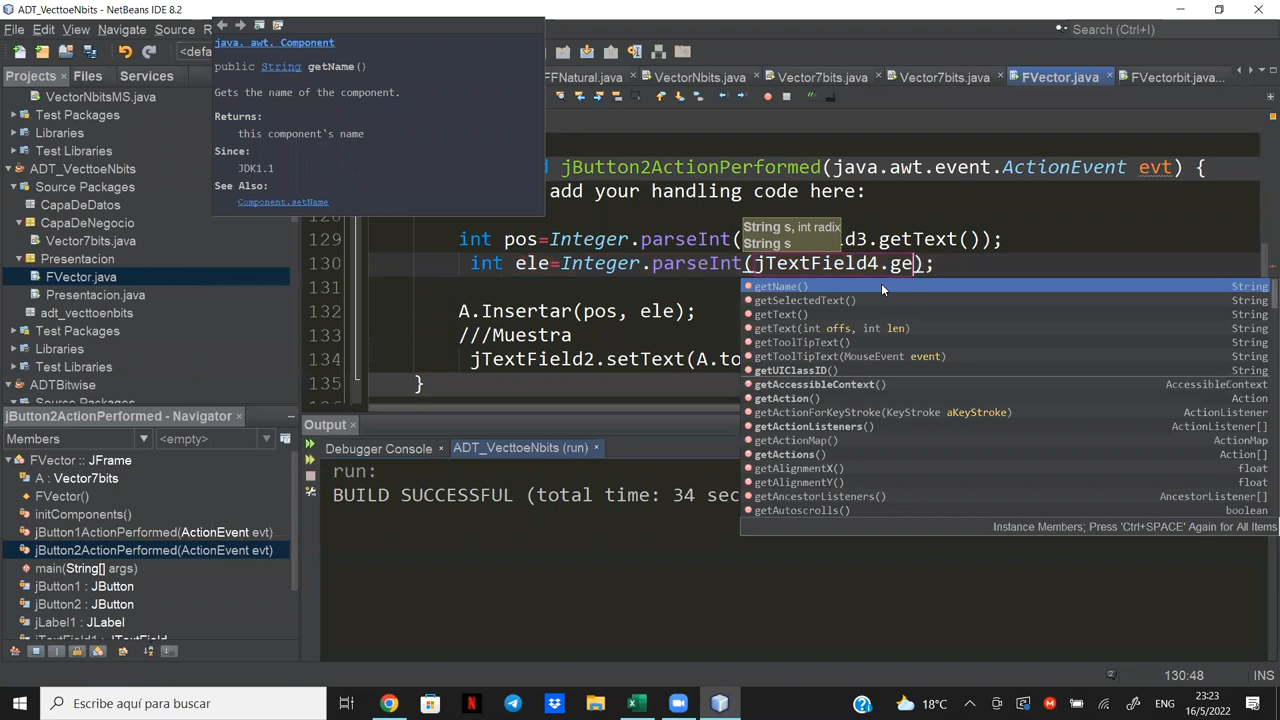 ADT_VecttoeNbits - NetBeans IDE 8.2
File Edit View Navigate Source
Search (Ctrl+I)
java. awt. Component
public String getName()
Gets the name of the component.
Returns:
this component's name
Since:
JDK1.1
See Also:
Component.setName
Projects Files Services
FFNatural.java VectorNbits.java Vector7bits.java Vector7bits.java FVector.java FVectorbit.java...
VectorNbitsMS.java
Test Packages
Libraries
Test Libraries
ADT_VecttoeNbits
Source Packages
CapaDeDatos
CapaDeNegocio
Vector7bits.java
Presentacion
FVector.java
Presentacion.java
adt_vecttoenbits
Test Packages
Libraries
Test Libraries
ADTBitwise
jButton2ActionPerformed(java.awt.event.ActionEvent evt) {
add your handling code here:
String s, int radix
String s
129 int pos=Integer.parseInt( d3.getText());
130 int ele=Integer.parseInt(jTextField4.ge);
131
132 A.Insertar(pos, ele);
133 ///Muestra
134 jTextField2.setText(A.to
135 }
getName() String
getSelectedText() String
getText() String
getText(int offs, int len) String
getToolTipText() String
getToolTipText(MouseEvent event) String
getUIClassID() String
getAccessibleContext() AccessibleContext
getAction() Action
getActionForKeyStroke(KeyStroke aKeyStroke) ActionListener
getActionListeners() ActionListener[]
getActionMap() ActionMap
getActions() Action[]
getAlignmentX() float
getAlignmentY() float
getAncestorListeners() AncestorListener[]
getAutoscrolls() boolean
Instance Members; Press 'Ctrl+SPACE' Again for All Items
jButton2ActionPerformed - Navigator
Members <empty>
FVector :: JFrame
A : Vector7bits
FVector()
initComponents()
jButton1ActionPerformed(ActionEvent evt)
jButton2ActionPerformed(ActionEvent evt)
main(String[] args)
jButton1 : JButton
jButton2 : JButton
jLabel1 : JLabel
jTextField1 : JTextField
Output
Debugger Console ADT_VecttoeNbits (run)
run:
BUILD SUCCESSFUL (total time: 34 sec
130:48 INS
Escribe aquí para buscar
18°C
ENG
23:23
16/5/2022